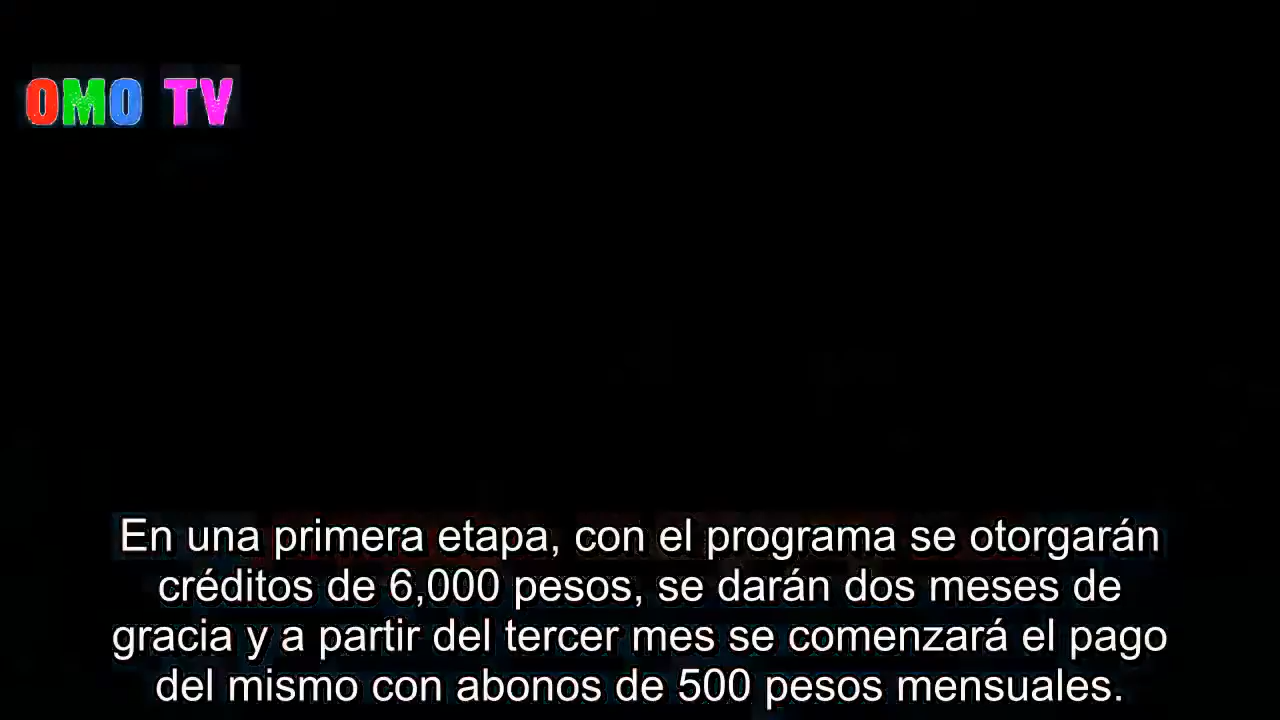 OMO TV
En una primera etapa, con el programa se otorgarán
créditos de 6,000 pesos, se darán dos meses de
gracia y a partir del tercer mes se comenzará el pago
del mismo con abonos de 500 pesos mensuales.